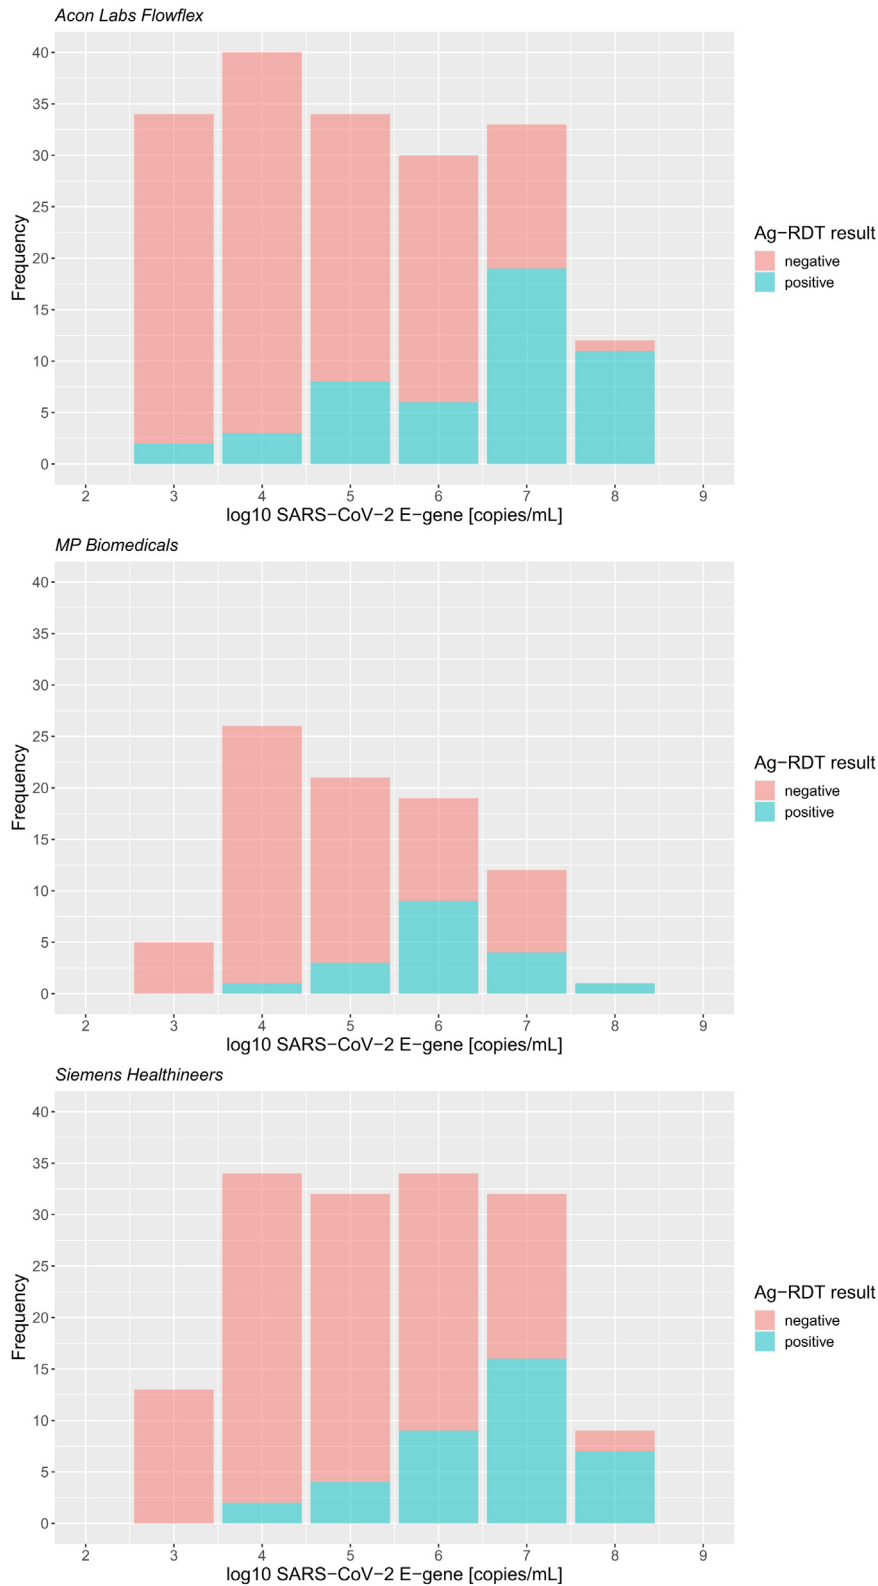 Acon Labs Flowflex
40
35
30
25
20
15
10
5
0
Frequency
2 3 4 5 6 7 8 9
log10 SARS−CoV−2 E−gene [copies/mL]
Ag−RDT result
negative
positive
MP Biomedicals
40
35
30
25
20
15
10
5
0
Frequency
2 3 4 5 6 7 8 9
log10 SARS−CoV−2 E−gene [copies/mL]
Ag−RDT result
negative
positive
Siemens Healthineers
40
35
30
25
20
15
10
5
0
Frequency
2 3 4 5 6 7 8 9
log10 SARS−CoV−2 E−gene [copies/mL]
Ag−RDT result
negative
positive